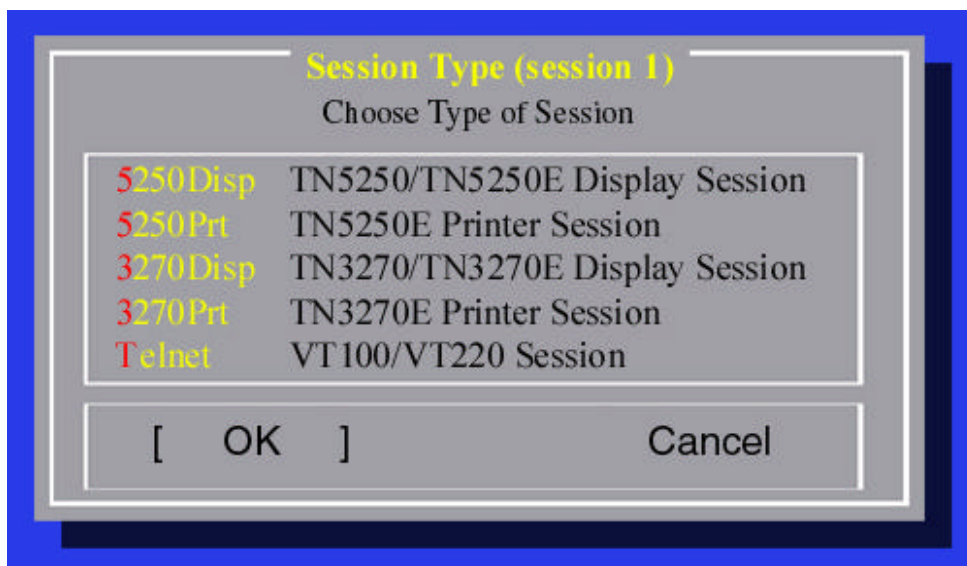 Session Type (session 1)
Choose Type of Session
5250Disp TN5250/TN5250E Display Session
5250Prt TN5250E Printer Session
3270Disp TN3270/TN3270E Display Session
3270Prt TN3270E Printer Session
Telnet VT100/VT220 Session
[ OK ] Cancel